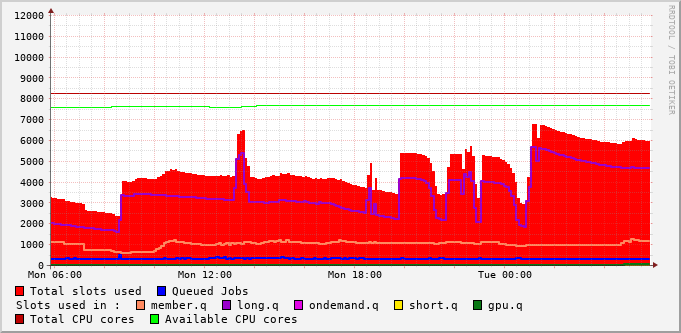 12000
11000
10000
9000
8000
7000
6000
5000
4000
3000
2000
1000
0
Mon 06:00 Mon 12:00 Mon 18:00 Tue 00:00
Total slots used Queued Jobs
Slots used in : member.q long.q ondemand.q short.q gpu.q
Total CPU cores Available CPU cores
RRDTOOL / TOBI OETIKER